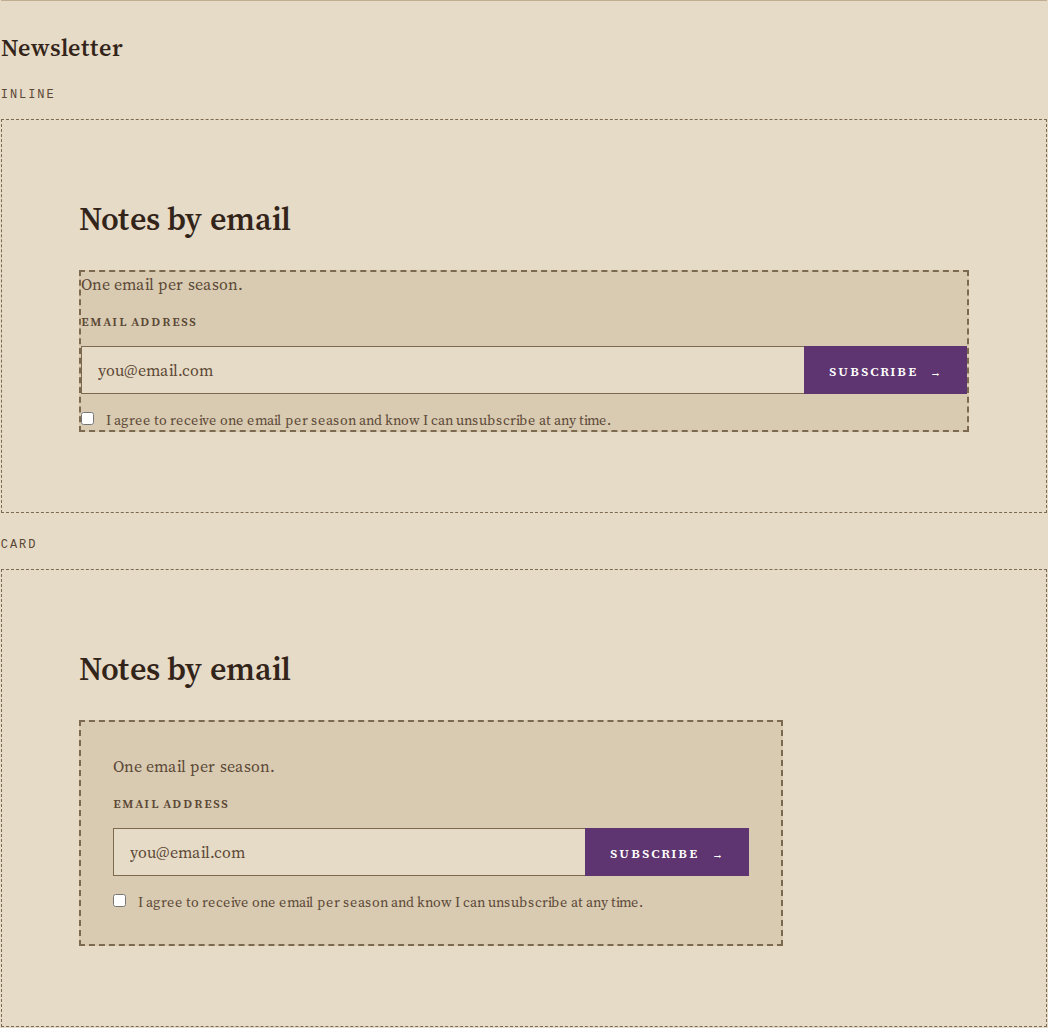 Newsletter
INLINE
Notes by email
One email per season.
EMAIL ADDRESS
you@email.com
SUBSCRIBE →
I agree to receive one email per season and know I can unsubscribe at any time.
CARD
Notes by email
One email per season.
EMAIL ADDRESS
you@email.com
SUBSCRIBE →
I agree to receive one email per season and know I can unsubscribe at any time.